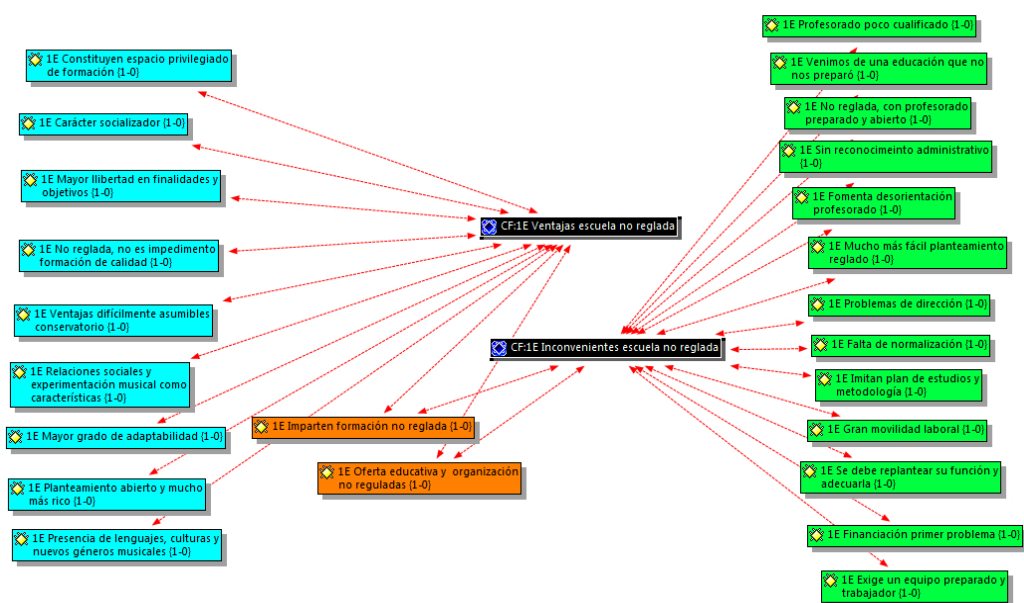 1E Constituyen espacio privilegiado
de formación {1-0}
1E Carácter socializador {1-0}
1E Mayor llibertad en finalidades y
objetivos {1-0}
1E No reglada, no es impedimento
formación de calidad {1-0}
1E Ventajas difícilmente asumibles
conservatorio {1-0}
1E Relaciones sociales y
experimentación musical como
características {1-0}
1E Mayor grado de adaptabilidad {1-0}
1E Planteamiento abierto y mucho
más rico {1-0}
1E Presencia de lenguajes, culturas y
nuevos géneros musicales {1-0}
CF:1E Ventajas escuela no reglada
CF:1E Inconvenientes escuela no reglada
1E Imparten formación no reglada {1-0}
1E Oferta educativa y organización
no reguladas {1-0}
1E Profesorado poco cualificado {1-0}
1E Venimos de una educación que no
nos preparó {1-0}
1E No reglada, con profesorado
preparado y abierto {1-0}
1E Sin reconocimeinto administrativo
{1-0}
1E Fomenta desorientación
profesorado {1-0}
1E Mucho más fácil planteamiento
reglado {1-0}
1E Problemas de dirección {1-0}
1E Falta de normalización {1-0}
1E Imitan plan de estudios y
metodología {1-0}
1E Gran movilidad laboral {1-0}
1E Se debe replantear su función y
adecuarla {1-0}
1E Financiación primer problema {1-0}
1E Exige un equipo preparado y
trabajador {1-0}